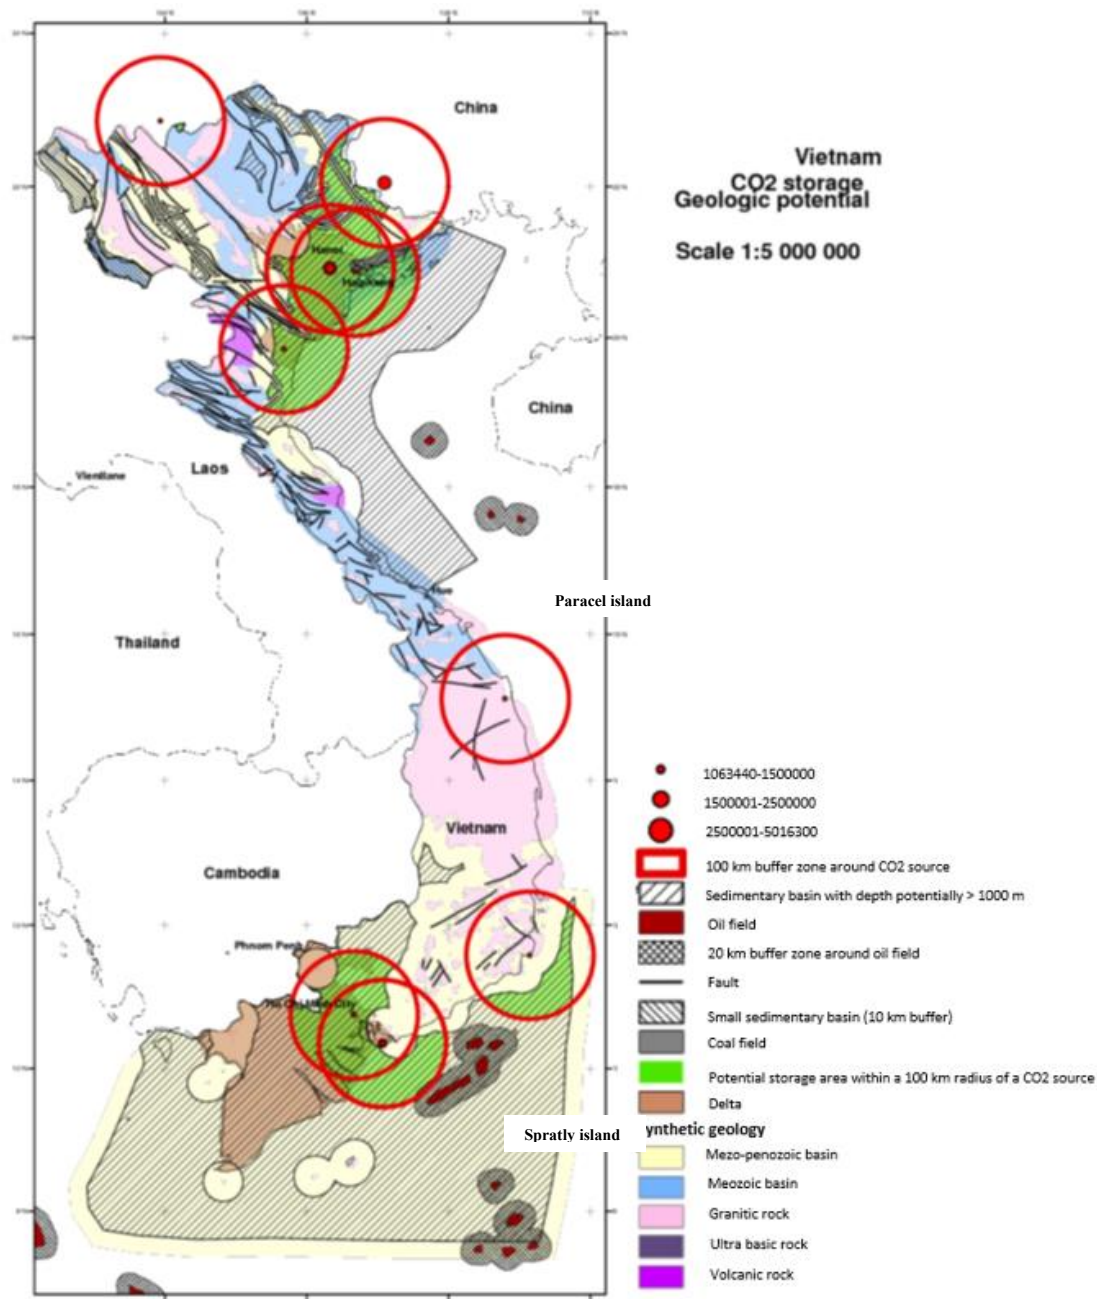 China
Vietnam
CO2 storage
Geologic potential
Scale 1:5 000 000
Hanoi
China
Laos
Vientiane
Hue
Paracel island
Thailand
1063440-1500000
1500001-2500000
2500001-5016300
Vietnam
100 km buffer zone around CO2 source
Cambodia
Sedimentary basin with depth potentially > 1000 m
Oil field
Phnom Penh
20 km buffer zone around oil field
Fault
Small sedimentary basin (10 km buffer)
Coal field
Potential storage area within a 100 km radius of a CO2 source
Delta
Spratly island
ynthetic geology
Mezo-penozoic basin
Meozoic basin
Granitic rock
Ultra basic rock
Volcanic rock